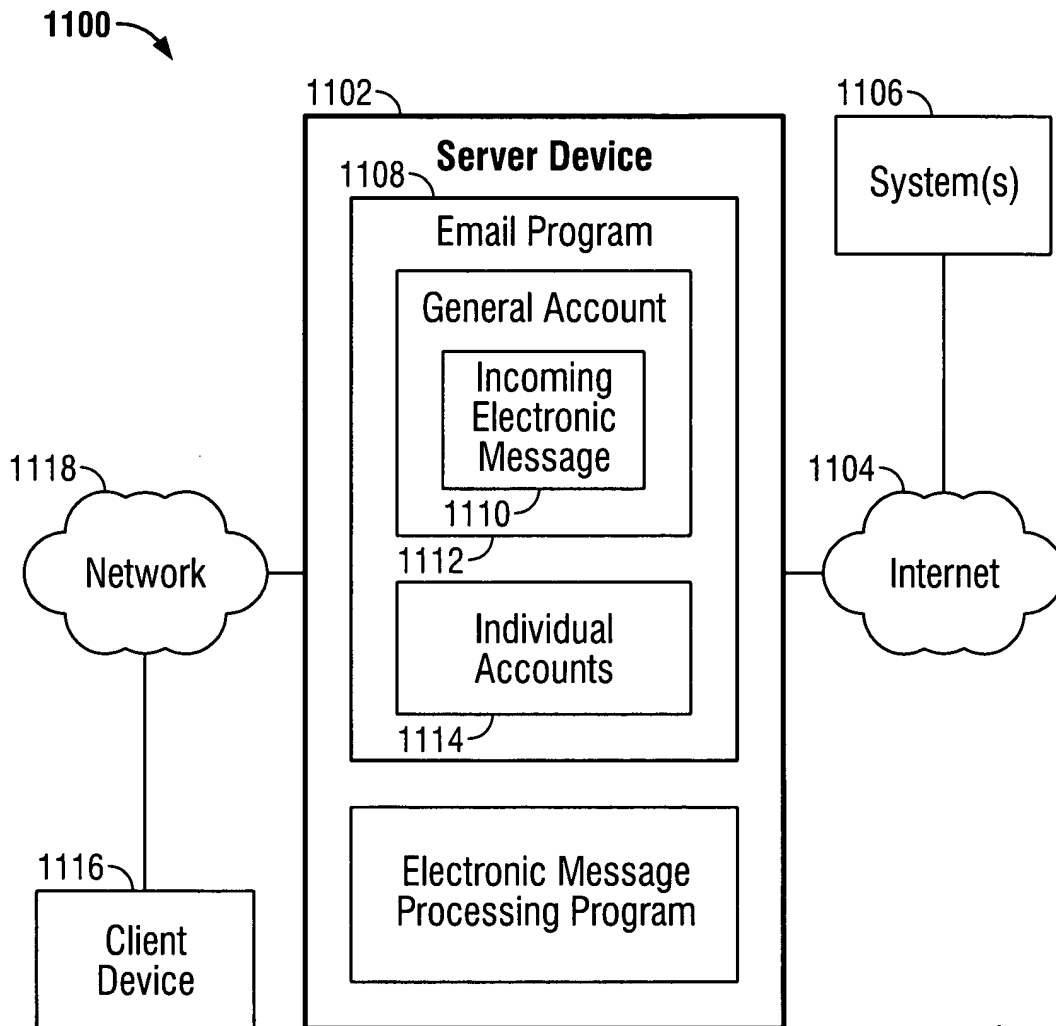 1100
1102
Server Device
1106
System(s)
1108
Email Program
General Account
Incoming
Electronic
Message
1110
1112
1118
Network
1104
Internet
Individual
Accounts
1114
1116
Client
Device
Electronic Message
Processing Program